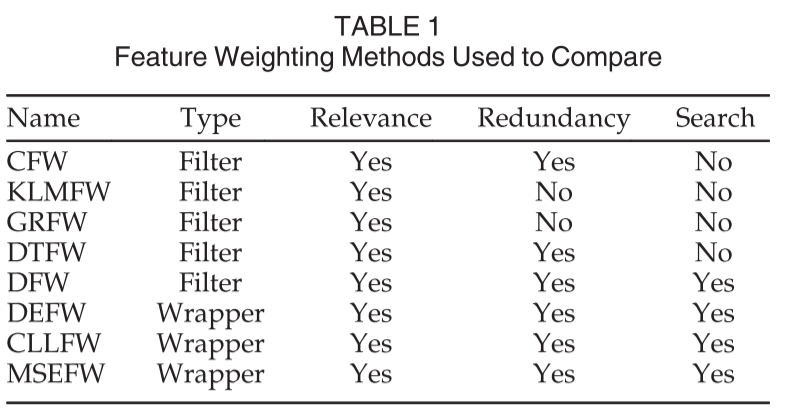 TABLE 1
Feature Weighting Methods Used to Compare
Name Type Relevance Redundancy Search
CFW Filter Yes Yes No
KLMFW Filter Yes No No
GRFW Filter Yes No No
DTFW Filter Yes Yes No
DFW Filter Yes Yes Yes
DEFW Wrapper Yes Yes Yes
CLLFW Wrapper Yes Yes Yes
MSEFW Wrapper Yes Yes Yes